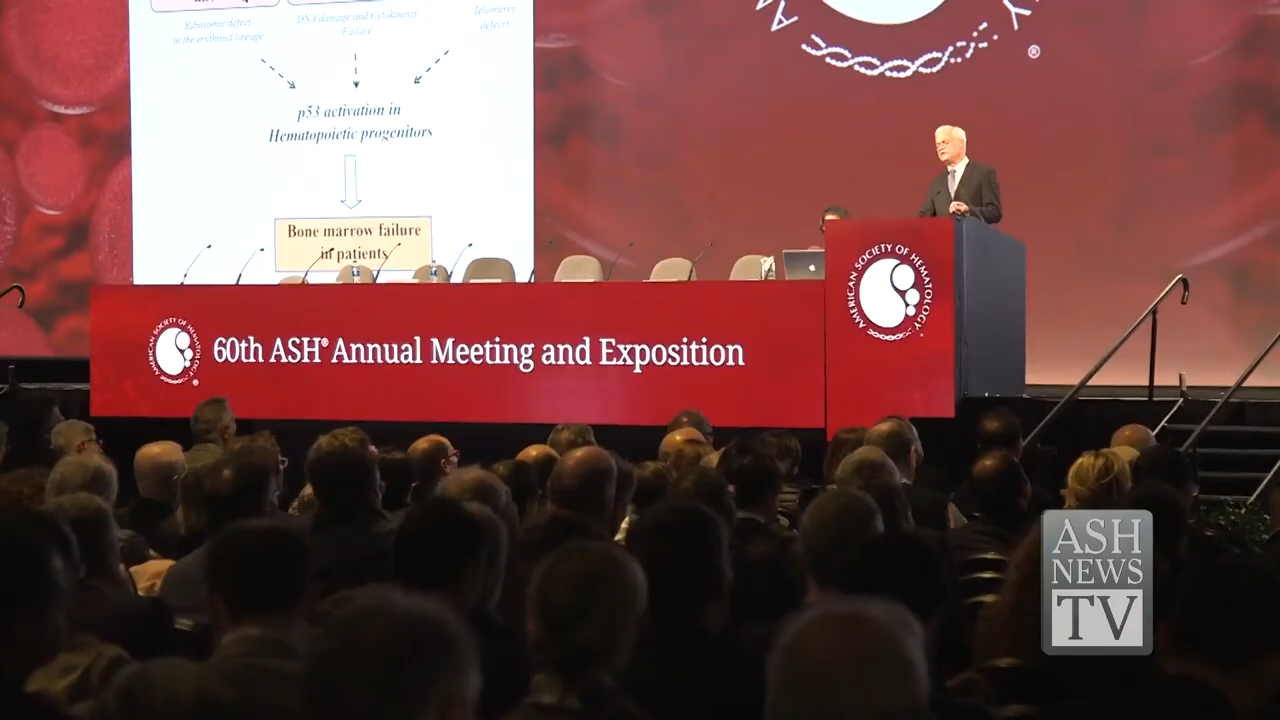 Ribosomic defect
in the erythroid lineage
DNA damage and Cytokinesis
Failure
Telomeres
defects
p53 activation in
Hematopoietic progenitors
Bone marrow failure
in patients
®
AMERICAN SOCIETY OF HEMATOLOGY
AMERICAN SOCIETY OF HEMATOLOGY
®
60th ASH® Annual Meeting and Exposition
ASH
NEWS
TV